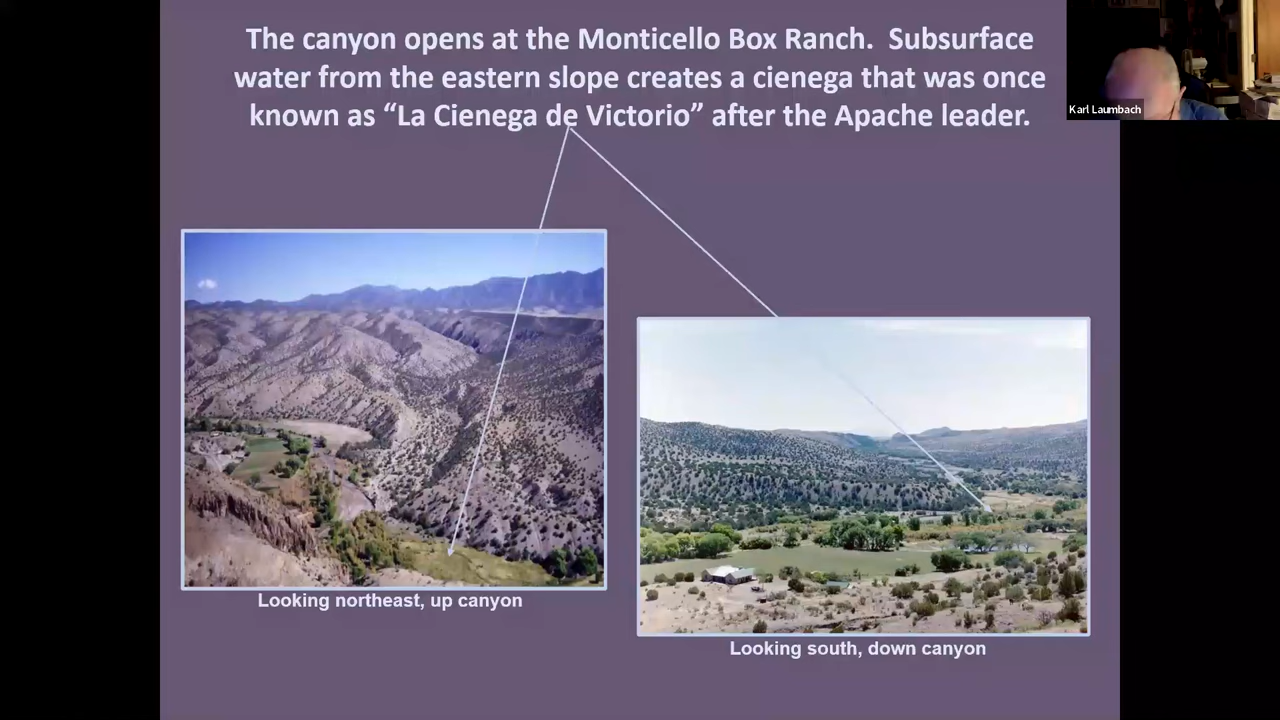 The canyon opens at the Monticello Box Ranch. Subsurface
water from the eastern slope creates a cienega that was once
known as “La Cienega de Victorio” after the Apache leader.
Karl Laumbach
Looking northeast, up canyon
Looking south, down canyon